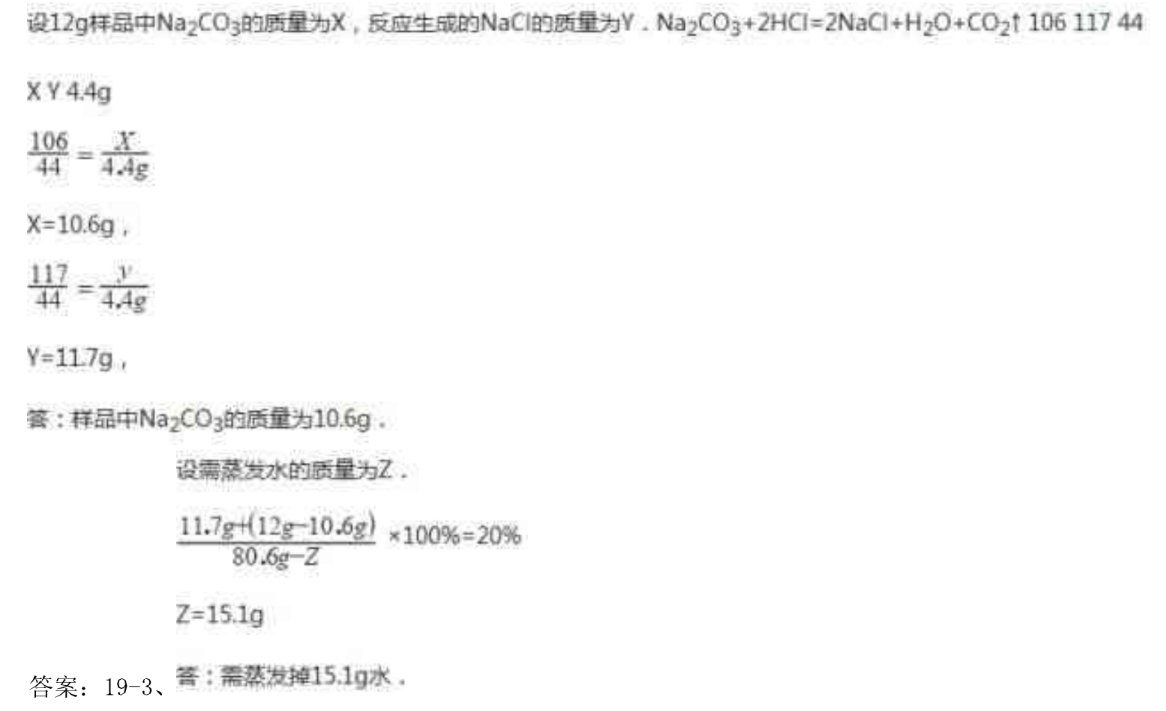 设12g样品中Na₂CO₃的质量为X，反应生成的NaCl的质量为Y．Na₂CO₃+2HCl=2NaCl+H₂O+CO₂↑ 106 117 44
X Y 4.4g
106/44 = X/4.4g
X=10.6g，
117/44 = y/4.4g
Y=11.7g，
答：样品中Na₂CO₃的质量为10.6g．
设需蒸发水的质量为Z．
11.7g+(12g−10.6g)/80.6g−Z ×100%=20%
Z=15.1g
答案：19-3、答：需蒸发掉15.1g水．